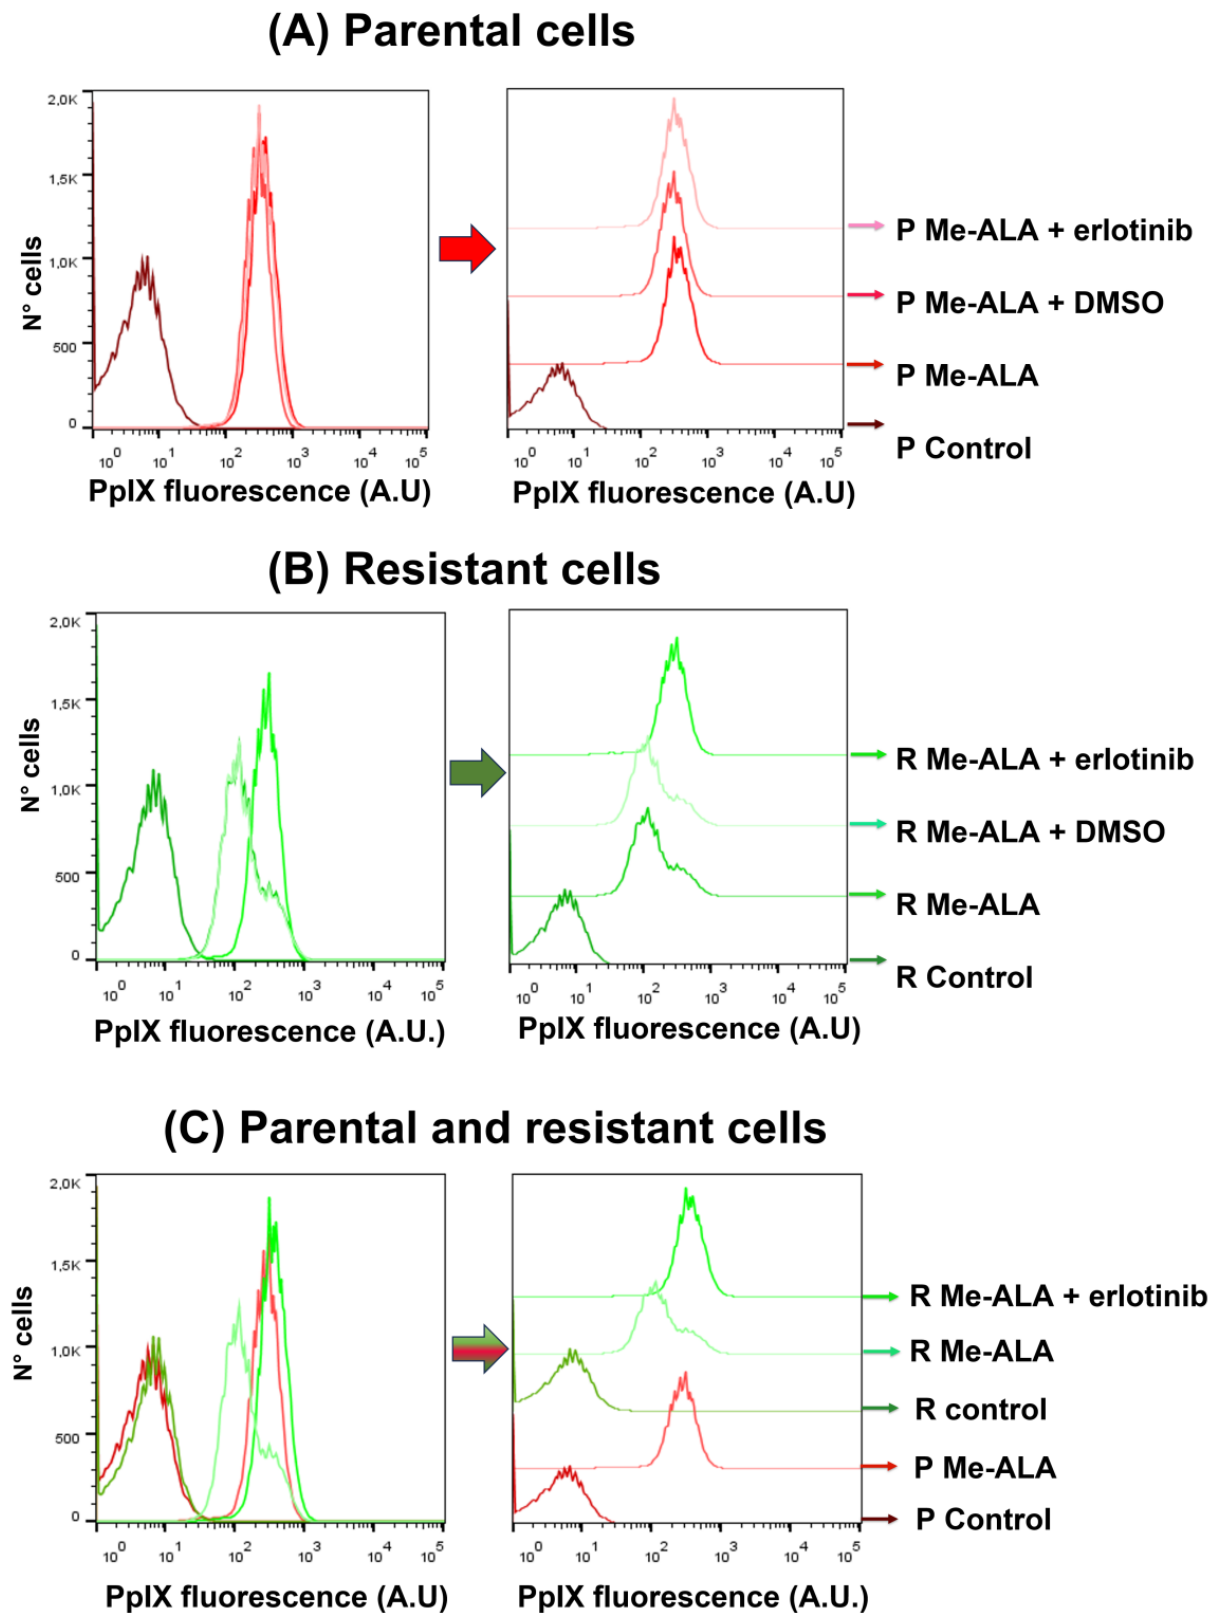 (A) Parental cells
2,0K
1,5K
1,0K
500
0
N° cells
10^0 10^1 10^2 10^3 10^4 10^5
PpIX fluorescence (A.U)
10^0 10^1 10^2 10^3 10^4 10^5
PpIX fluorescence (A.U)
P Me-ALA + erlotinib
P Me-ALA + DMSO
P Me-ALA
P Control
(B) Resistant cells
2,0K
1,5K
1,0K
500
0
N° cells
10^0 10^1 10^2 10^3 10^4 10^5
PpIX fluorescence (A.U.)
10^0 10^1 10^2 10^3 10^4 10^5
PpIX fluorescence (A.U)
R Me-ALA + erlotinib
R Me-ALA + DMSO
R Me-ALA
R Control
(C) Parental and resistant cells
2,0K
1,5K
1,0K
500
0
N° cells
10^0 10^1 10^2 10^3 10^4 10^5
PpIX fluorescence (A.U)
10^0 10^1 10^2 10^3 10^4 10^5
PpIX fluorescence (A.U.)
R Me-ALA + erlotinib
R Me-ALA
R control
P Me-ALA
P Control